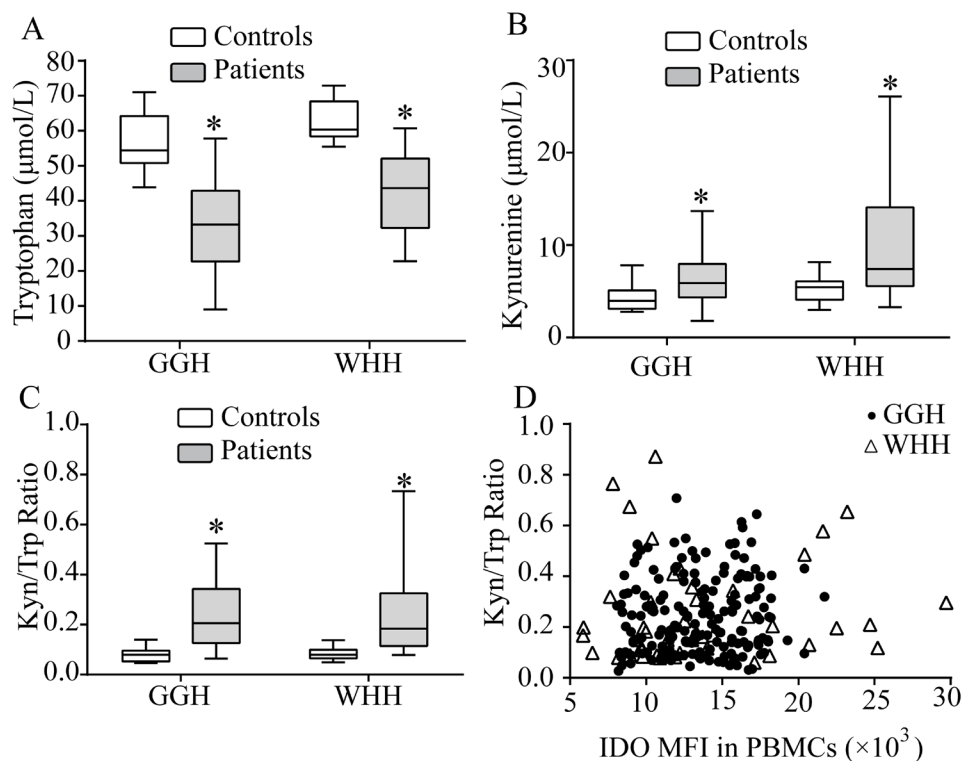 A
Controls
Patients
Tryptophan (μmol/L)
80
70
60
50
40
30
20
10
0
*
*
GGH
WHH
B
Controls
Patients
Kynurenine (μmol/L)
30
20
10
0
*
*
GGH
WHH
C
Controls
Patients
Kyn/Trp Ratio
1.0
0.8
0.6
0.4
0.2
0.0
*
*
GGH
WHH
D
GGH
WHH
Kyn/Trp Ratio
1.0
0.8
0.6
0.4
0.2
0.0
5 10 15 20 25 30
IDO MFI in PBMCs (×10³)